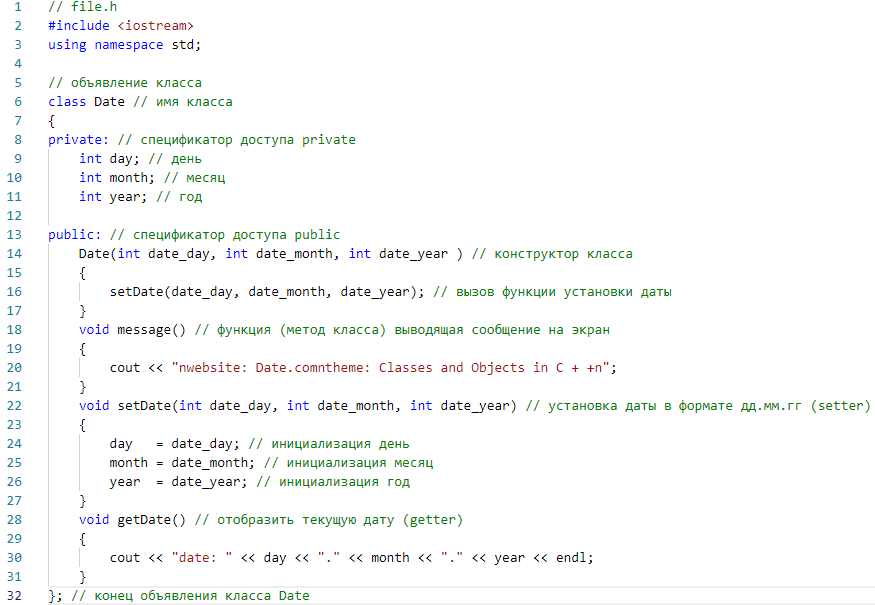 1 // file.h
2 #include <iostream>
3 using namespace std;
4
5 // объявление класса
6 class Date // имя класса
7 {
8 private: // спецификатор доступа private
9     int day; // день
10     int month; // месяц
11     int year; // год
12
13 public: // спецификатор доступа public
14     Date(int date_day, int date_month, int date_year ) // конструктор класса
15     {
16         setDate(date_day, date_month, date_year); // вызов функции установки даты
17     }
18     void message() // функция (метод класса) выводящая сообщение на экран
19     {
20         cout << "nwebsite: Date.comntheme: Classes and Objects in C + +n";
21     }
22     void setDate(int date_day, int date_month, int date_year) // установка даты в формате дд.мм.гг (setter)
23     {
24         day   = date_day; // инициализация день
25         month = date_month; // инициализация месяц
26         year  = date_year; // инициализация год
27     }
28     void getDate() // отобразить текущую дату (getter)
29     {
30         cout << "date: " << day << "." << month << "." << year << endl;
31     }
32 }; // конец объявления класса Date